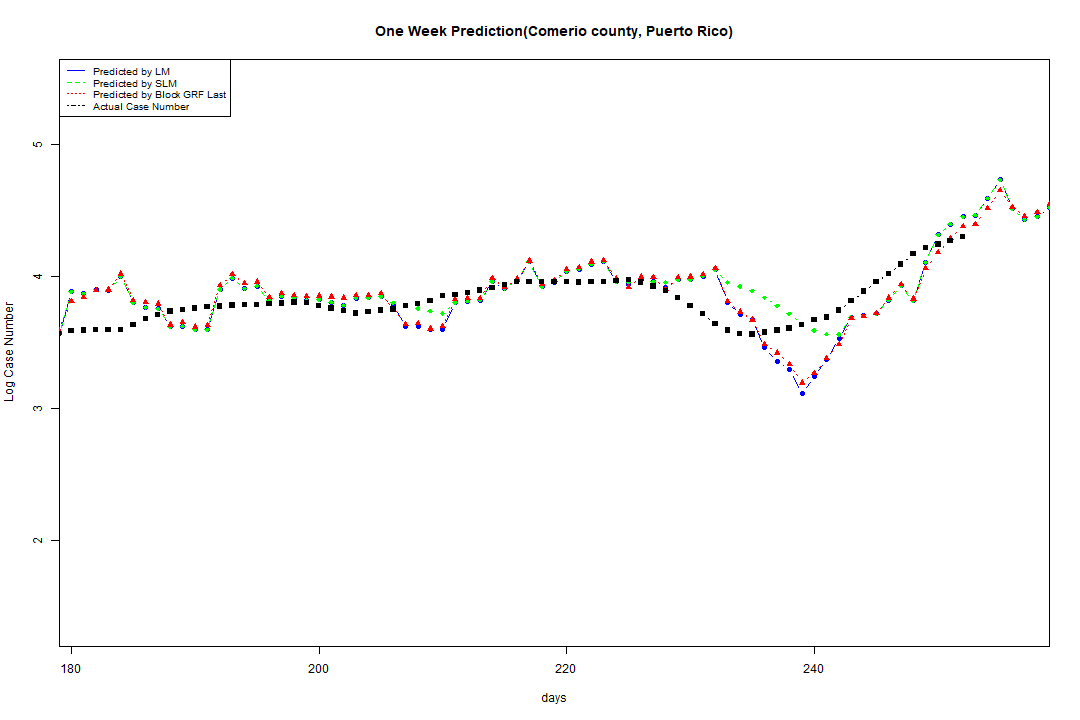 One Week Prediction(Comerio county, Puerto Rico)
Predicted by LM
Predicted by SLM
Predicted by Block GRF Last
Actual Case Number
5
4
3
2
Log Case Number
180 200 220 240
days